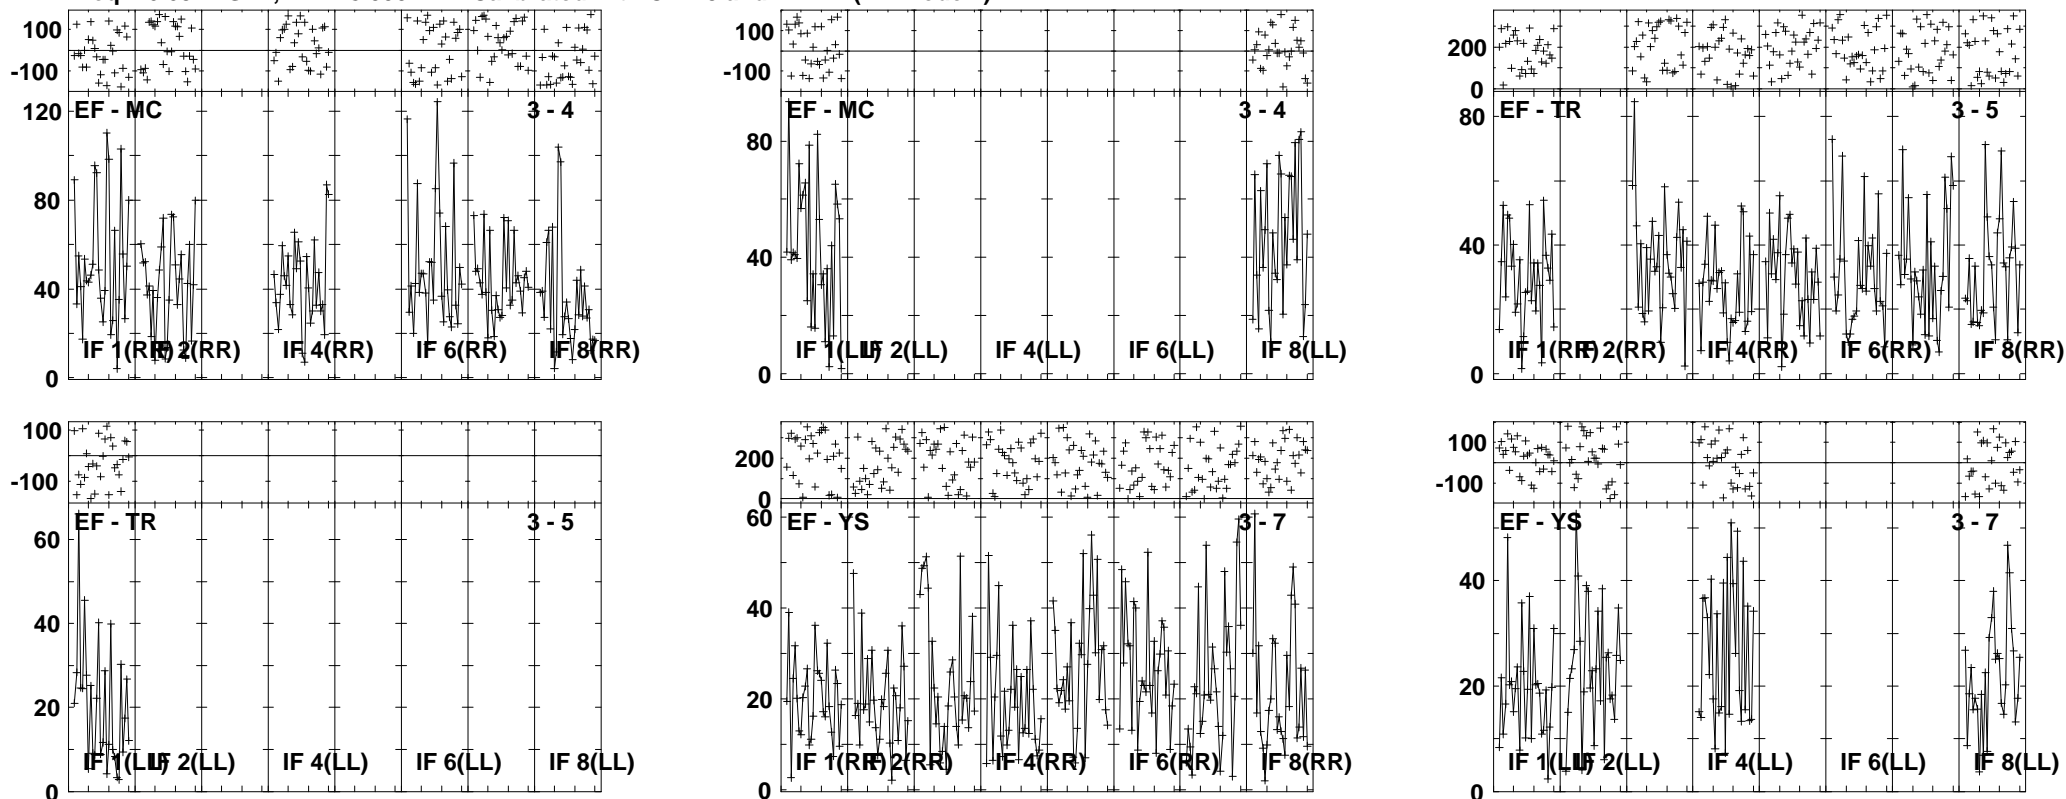 100
-100
EF - MC 3 - 4
120
80
40
0
IF 1(RR) IF 2(RR) IF 4(RR) IF 6(RR) IF 8(RR)
100
-100
EF - MC 3 - 4
80
40
0
IF 1(LL) IF 2(LL) IF 4(LL) IF 6(LL) IF 8(LL)
200
0
EF - TR 3 - 5
80
40
0
IF 1(RR) IF 2(RR) IF 4(RR) IF 6(RR) IF 8(RR)
100
-100
EF - TR 3 - 5
60
40
20
0
IF 1(LL) IF 2(LL) IF 4(LL) IF 6(LL) IF 8(LL)
200
0
EF - YS 3 - 7
60
40
20
0
IF 1(RR) IF 2(RR) IF 4(RR) IF 6(RR) IF 8(RR)
100
-100
EF - YS 3 - 7
40
20
0
IF 1(LL) IF 2(LL) IF 4(LL) IF 6(LL) IF 8(LL)